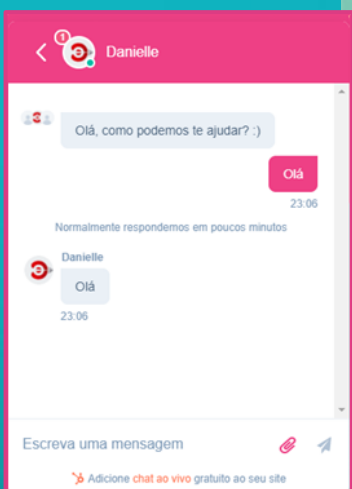 1
Danielle
Olá, como podemos te ajudar? :)
Olá
23:06
Normalmente respondemos em poucos minutos
Danielle
Olá
23:06
Escreva uma mensagem
Adicione chat ao vivo gratuito ao seu site